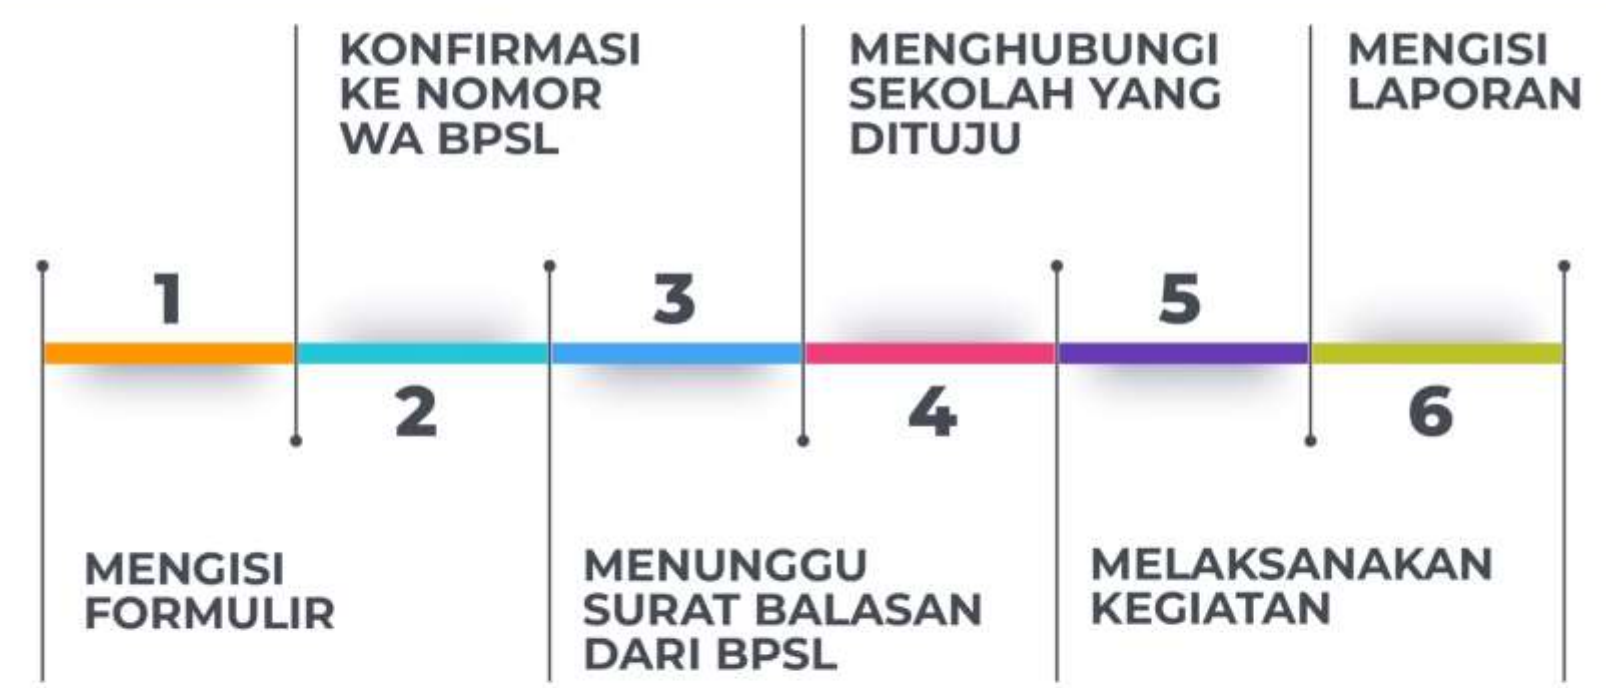 1
MENGISI
FORMULIR
2
KONFIRMASI
KE NOMOR
WA BPSL
3
MENUNGGU
SURAT BALASAN
DARI BPSL
4
MENGHUBUNGI
SEKOLAH YANG
DITUJU
5
MELAKSANAKAN
KEGIATAN
6
MENGISI
LAPORAN